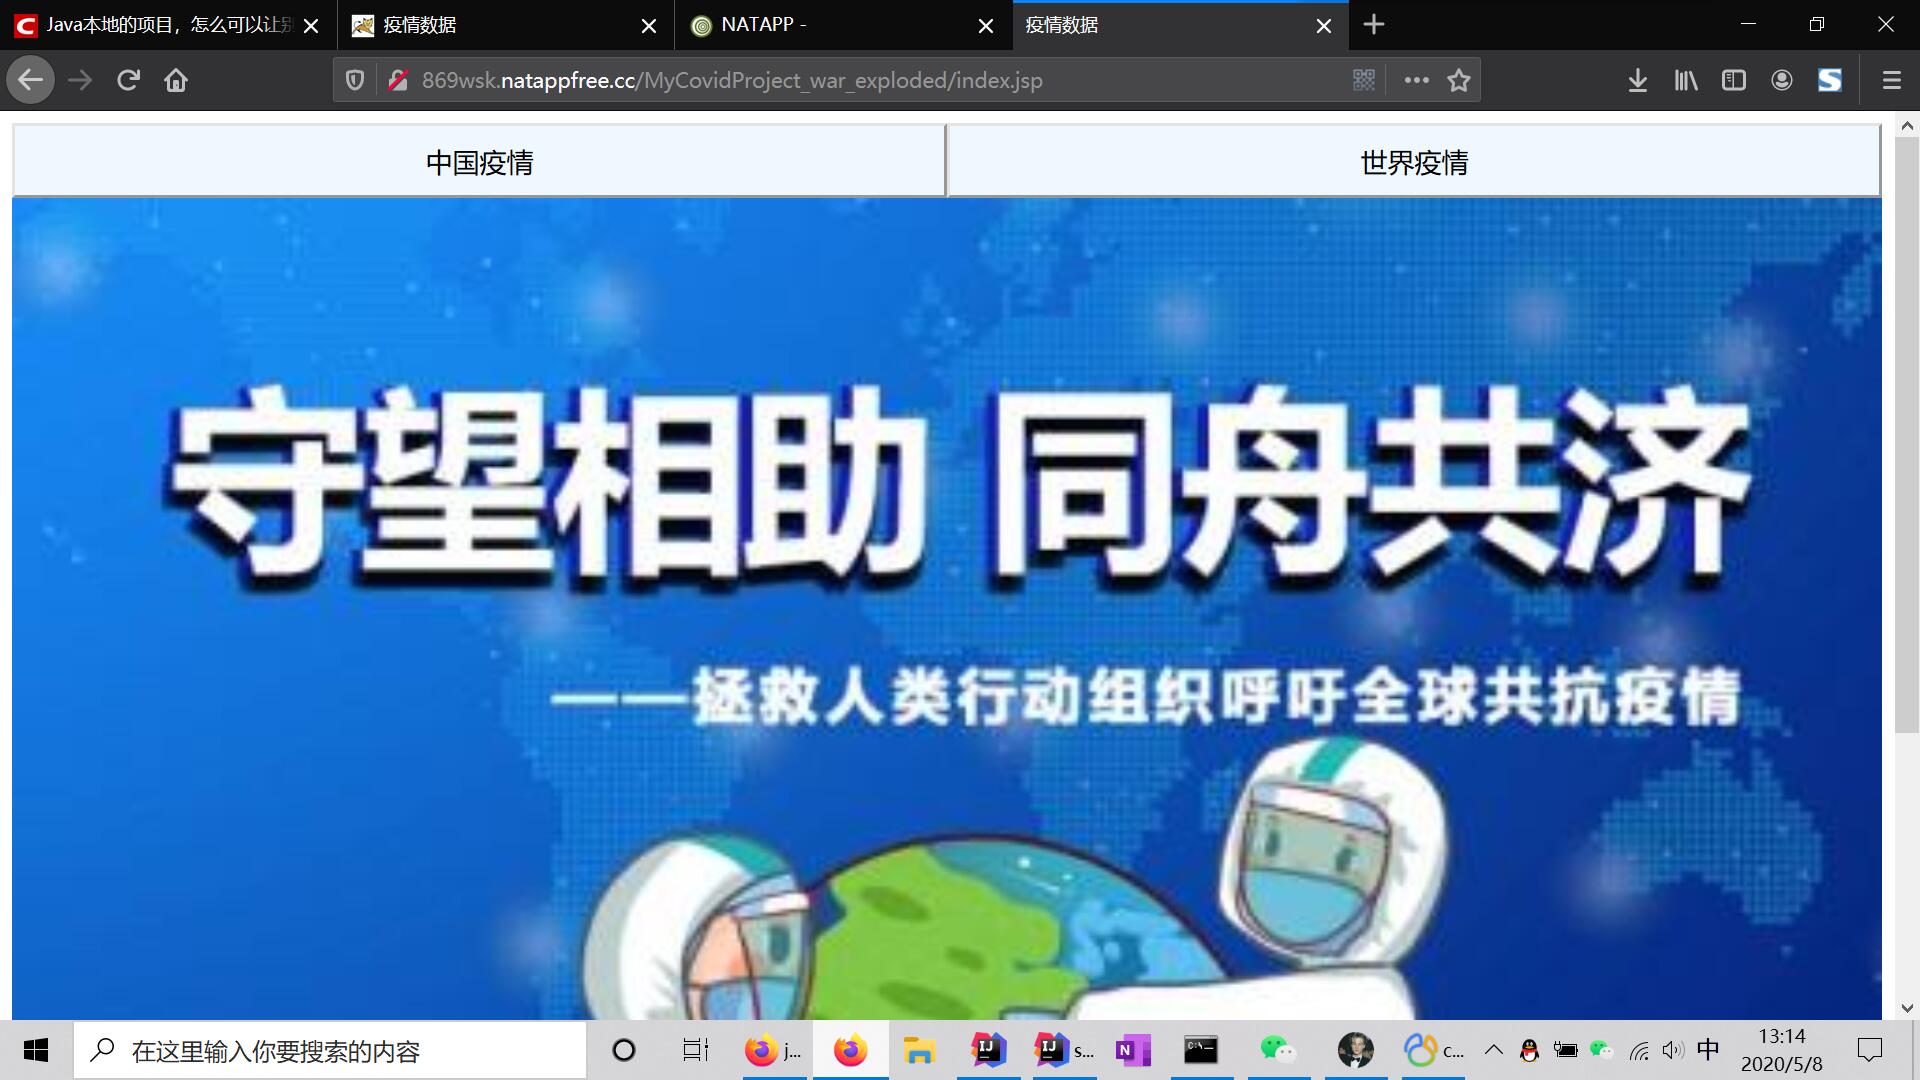 Java本地的项目，怎么可以让别
疫情数据
NATAPP -
疫情数据
869wsk.natappfree.cc/MyCovidProject_war_exploded/index.jsp
中国疫情
世界疫情
守望相助 同舟共济
——拯救人类行动组织呼吁全球共抗疫情
在这里输入你要搜索的内容
j...
s...
c...
中
13:14
2020/5/8